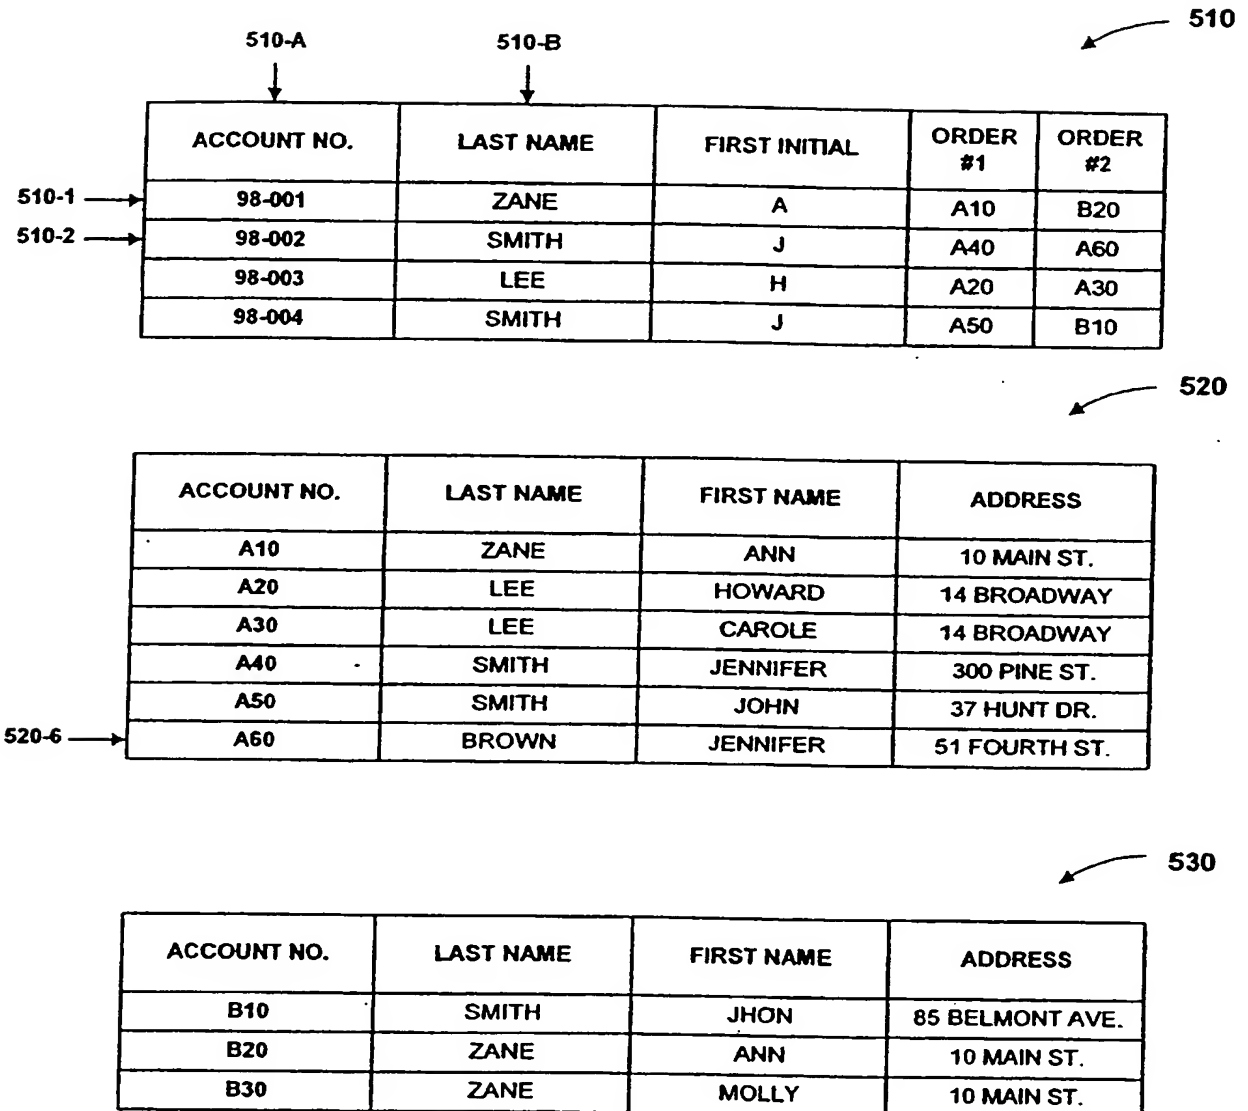 510
510-A 510-B
ACCOUNT NO. LAST NAME FIRST INITIAL ORDER #1 ORDER #2
510-1 98-001 ZANE A A10 B20
510-2 98-002 SMITH J A40 A60
98-003 LEE H A20 A30
98-004 SMITH J A50 B10
520
ACCOUNT NO. LAST NAME FIRST NAME ADDRESS
A10 ZANE ANN 10 MAIN ST.
A20 LEE HOWARD 14 BROADWAY
A30 LEE CAROLE 14 BROADWAY
A40 SMITH JENNIFER 300 PINE ST.
A50 SMITH JOHN 37 HUNT DR.
520-6 A60 BROWN JENNIFER 51 FOURTH ST.
530
ACCOUNT NO. LAST NAME FIRST NAME ADDRESS
B10 SMITH JHON 85 BELMONT AVE.
B20 ZANE ANN 10 MAIN ST.
B30 ZANE MOLLY 10 MAIN ST.